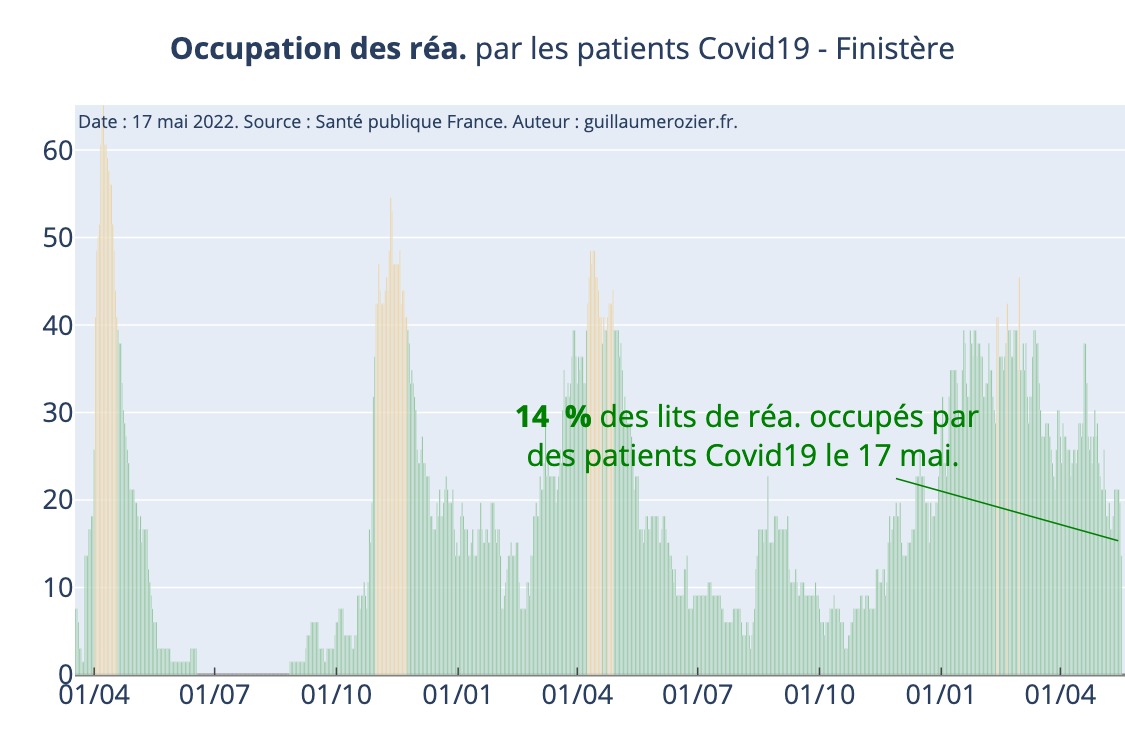 Occupation des réa. par les patients Covid19 - Finistère
Date : 17 mai 2022. Source : Santé publique France. Auteur : guillaumerozier.fr.
60
50
40
30
20
10
0
14 % des lits de réa. occupés par
des patients Covid19 le 17 mai.
01/04 01/07 01/10 01/01 01/04 01/07 01/10 01/01 01/04